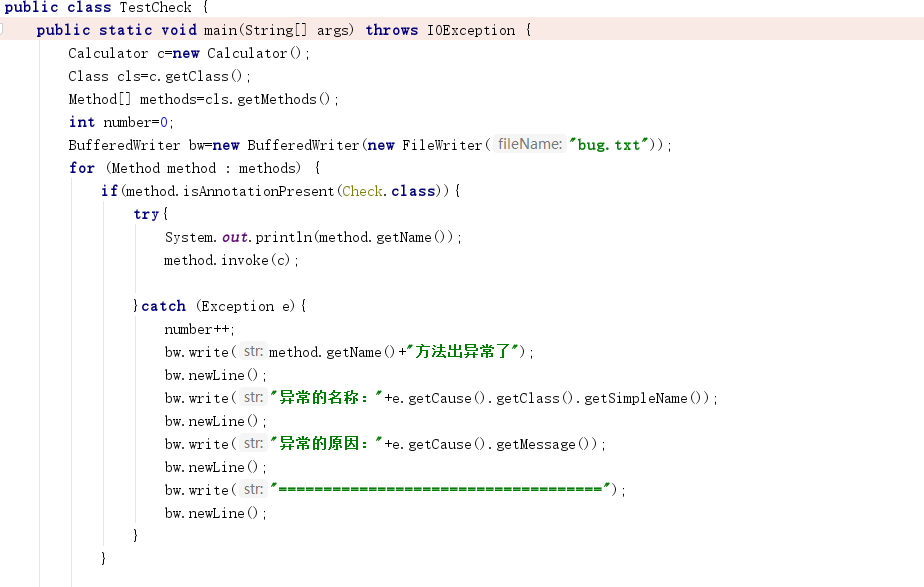 public class TestCheck {
public static void main(String[] args) throws IOException {
Calculator c=new Calculator();
Class cls=c.getClass();
Method[] methods=cls.getMethods();
int number=0;
BufferedWriter bw=new BufferedWriter(new FileWriter( fileName: "bug.txt"));
for (Method method : methods) {
if(method.isAnnotationPresent(Check.class)){
try{
System.out.println(method.getName());
method.invoke(c);
}catch (Exception e){
number++;
bw.write( str: method.getName()+"方法出异常了");
bw.newLine();
bw.write( str: "异常的名称："+e.getCause().getClass().getSimpleName());
bw.newLine();
bw.write( str: "异常的原因："+e.getCause().getMessage());
bw.newLine();
bw.write( str: "====================================");
bw.newLine();
}
}